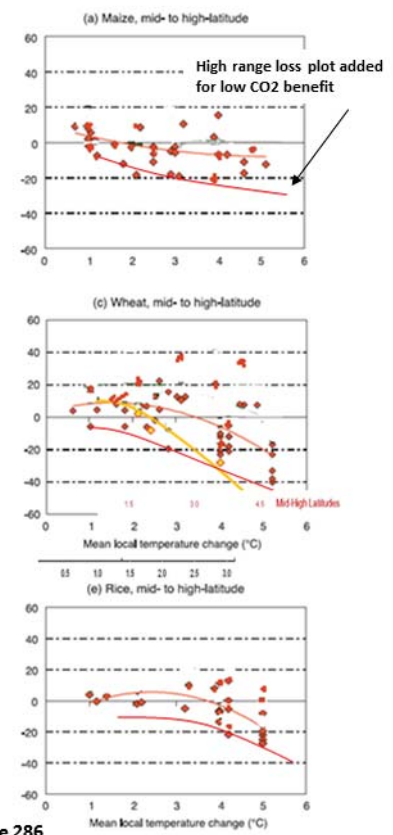 (a) Maize, mid- to high-latitude
60
High range loss plot added
for low CO2 benefit
40
20
0
-20
-40
-60
0 1 2 3 4 5 6
(c) Wheat, mid- to high-latitude
60
40
20
0
-20
-40
-60
1.5 3.0 4.5 Mid-High Latitudes
0 1 2 3 4 5 6
Mean local temperature change (°C)
0.5 1.0 1.5 2.0 2.5 3.0
(e) Rice, mid- to high-latitude
60
40
20
0
-20
-40
-60
0 1 2 3 4 5 6
Mean local temperature change (°C)
e 286